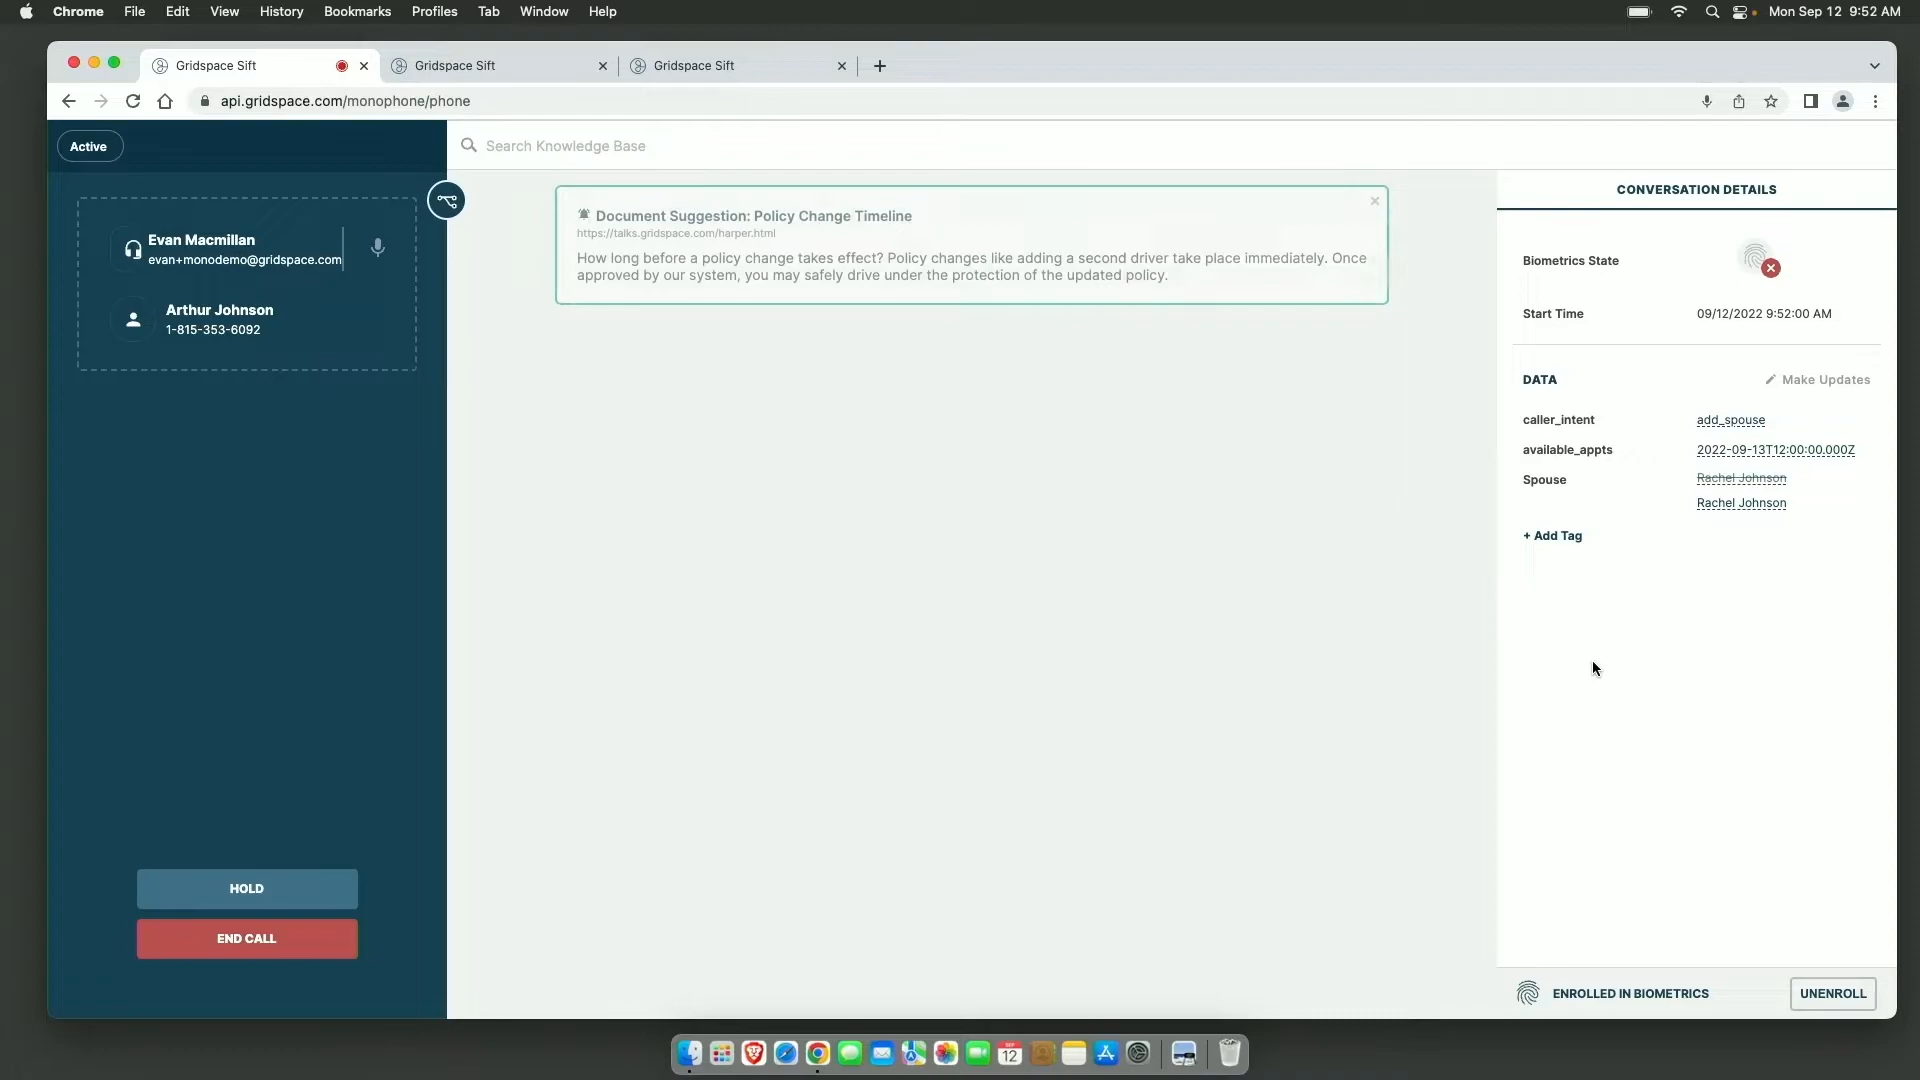 Chrome File Edit View History Bookmarks Profiles Tab Window Help
Mon Sep 12 9:52 AM
Gridspace Sift
Gridspace Sift
Gridspace Sift
api.gridspace.com/monophone/phone
Active
Search Knowledge Base
Evan Macmillan
evan+monodemo@gridspace.com
Arthur Johnson
1-815-353-6092
HOLD
END CALL
Document Suggestion: Policy Change Timeline
https://talks.gridspace.com/harper.html
How long before a policy change takes effect? Policy changes like adding a second driver take place immediately. Once
approved by our system, you may safely drive under the protection of the updated policy.
CONVERSATION DETAILS
Biometrics State
Start Time 09/12/2022 9:52:00 AM
DATA Make Updates
caller_intent add_spouse
available_appts 2022-09-13T12:00:00.000Z
Spouse Rachel Johnson
Rachel Johnson
+ Add Tag
ENROLLED IN BIOMETRICS UNENROLL
SEP
12